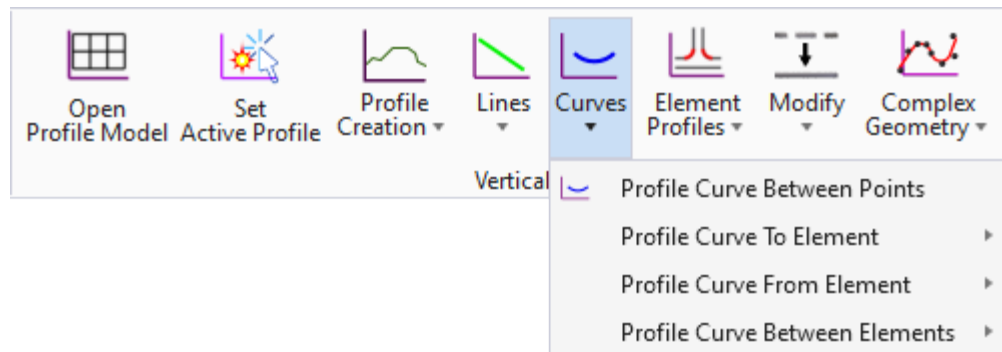 Open
Profile Model
Set
Active Profile
Profile
Creation
Lines
Curves
Element
Profiles
Modify
Complex
Geometry
Vertical
Profile Curve Between Points
Profile Curve To Element
Profile Curve From Element
Profile Curve Between Elements